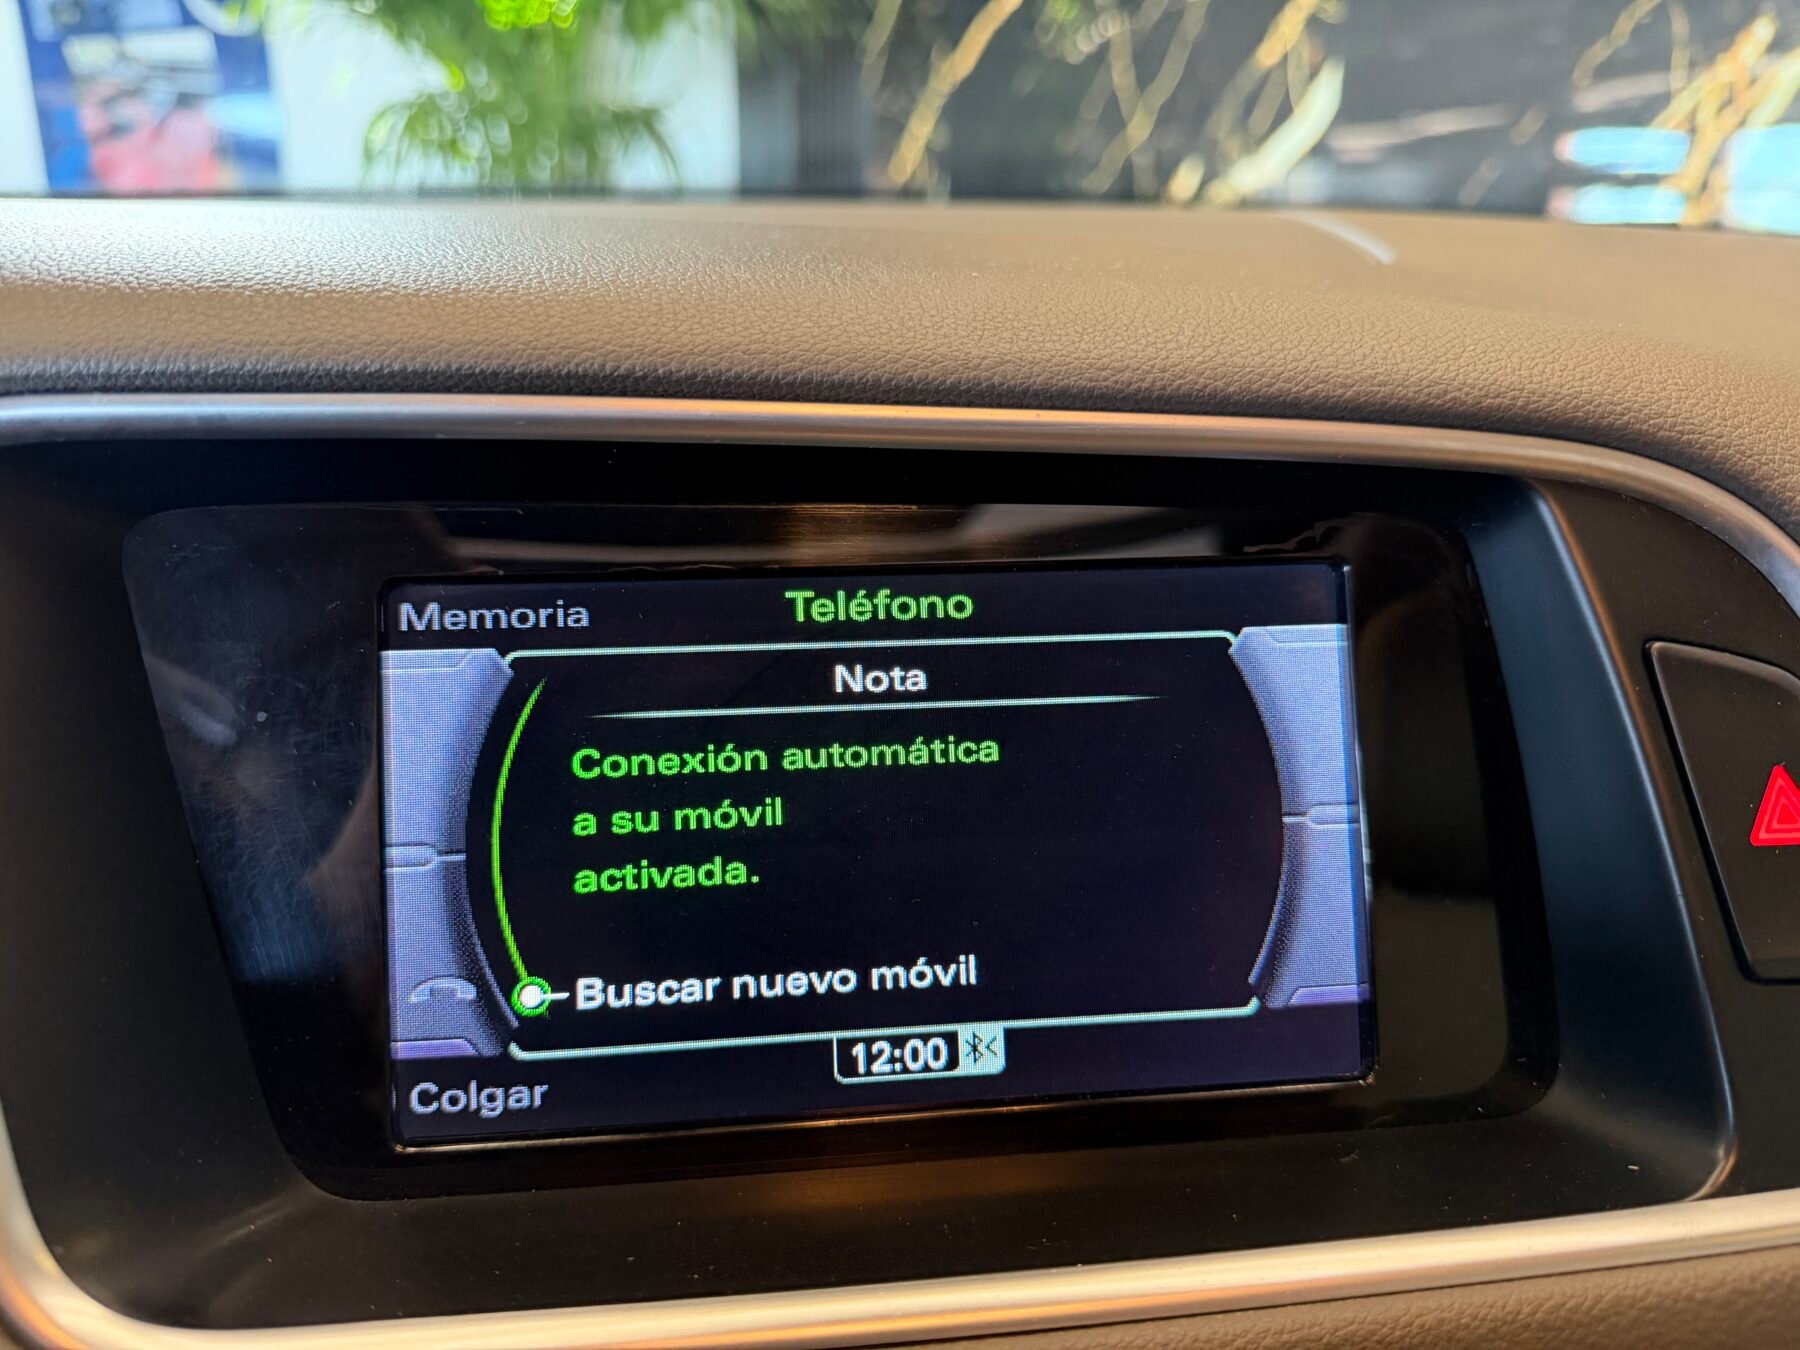 Memoria
Teléfono
Nota
Conexión automática
a su móvil
activada.
Buscar nuevo móvil
12:00
Colgar